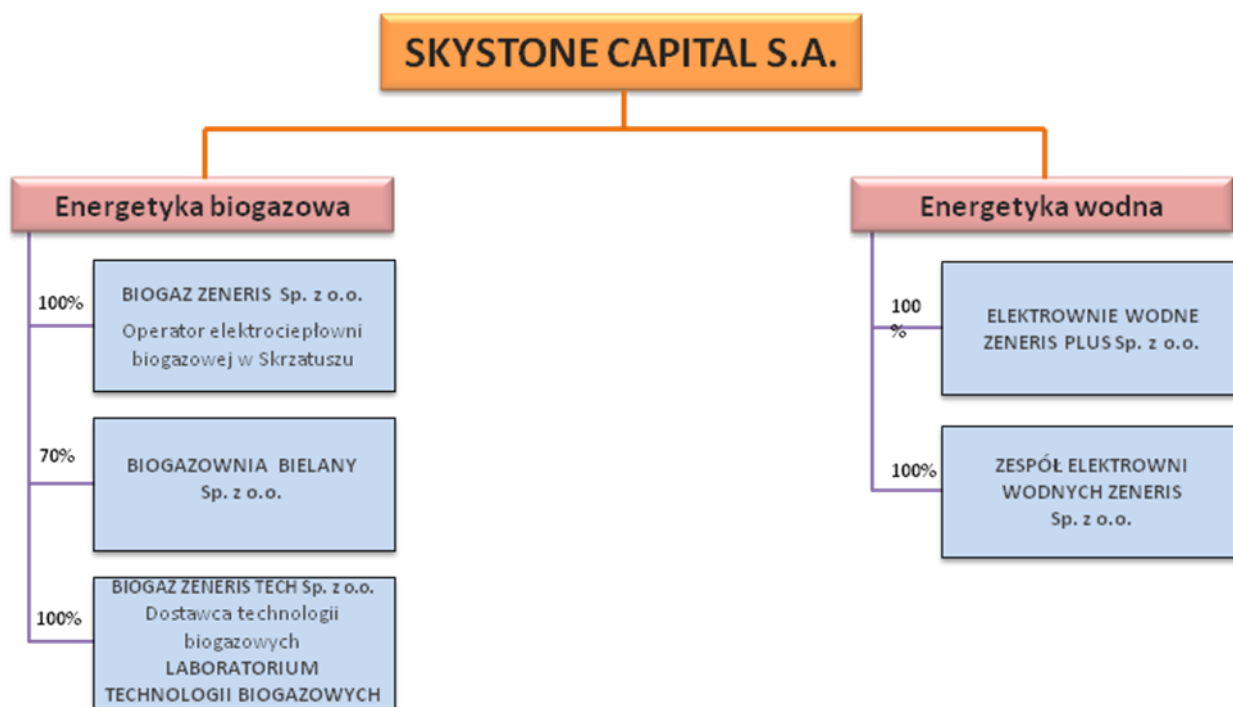 SKYSTONE CAPITAL S.A.
Energetyka biogazowa
100%
BIOGAZ ZENERIS Sp. z o.o.
Operator elektrociepłowni
biogazowej w Skrzatuszu
70%
BIOGAZOWNIA BIELANY
Sp. z o.o.
100%
BIOGAZ ZENERIS TECH Sp. z o.o.
Dostawca technologii
biogazowych
LABORATORIUM
TECHNOLOGII BIOGAZOWYCH
Energetyka wodna
100
%
ELEKTROWNIE WODNE
ZENERIS PLUS Sp. z o.o.
100%
ZESPÓŁ ELEKTROWNI
WODNYCH ZENERIS
Sp. z o.o.